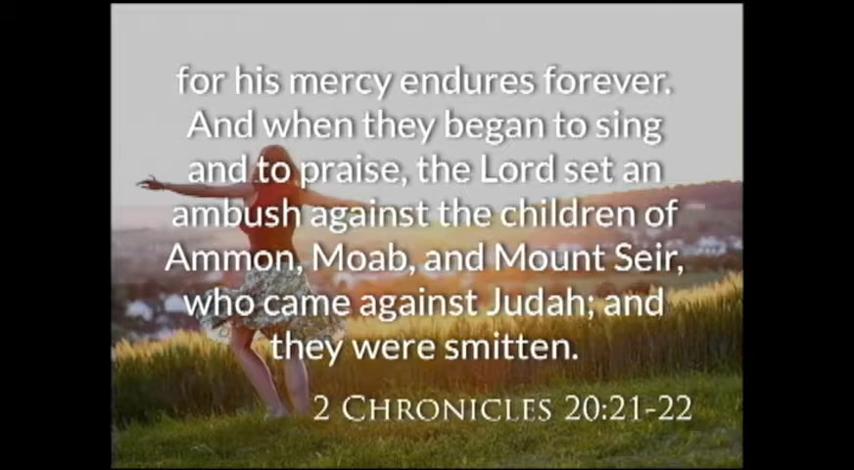 for his mercy endures forever.
And when they began to sing
and to praise, the Lord set an
ambush against the children of
Ammon, Moab, and Mount Seir,
who came against Judah; and
they were smitten.
2 Chronicles 20:21-22